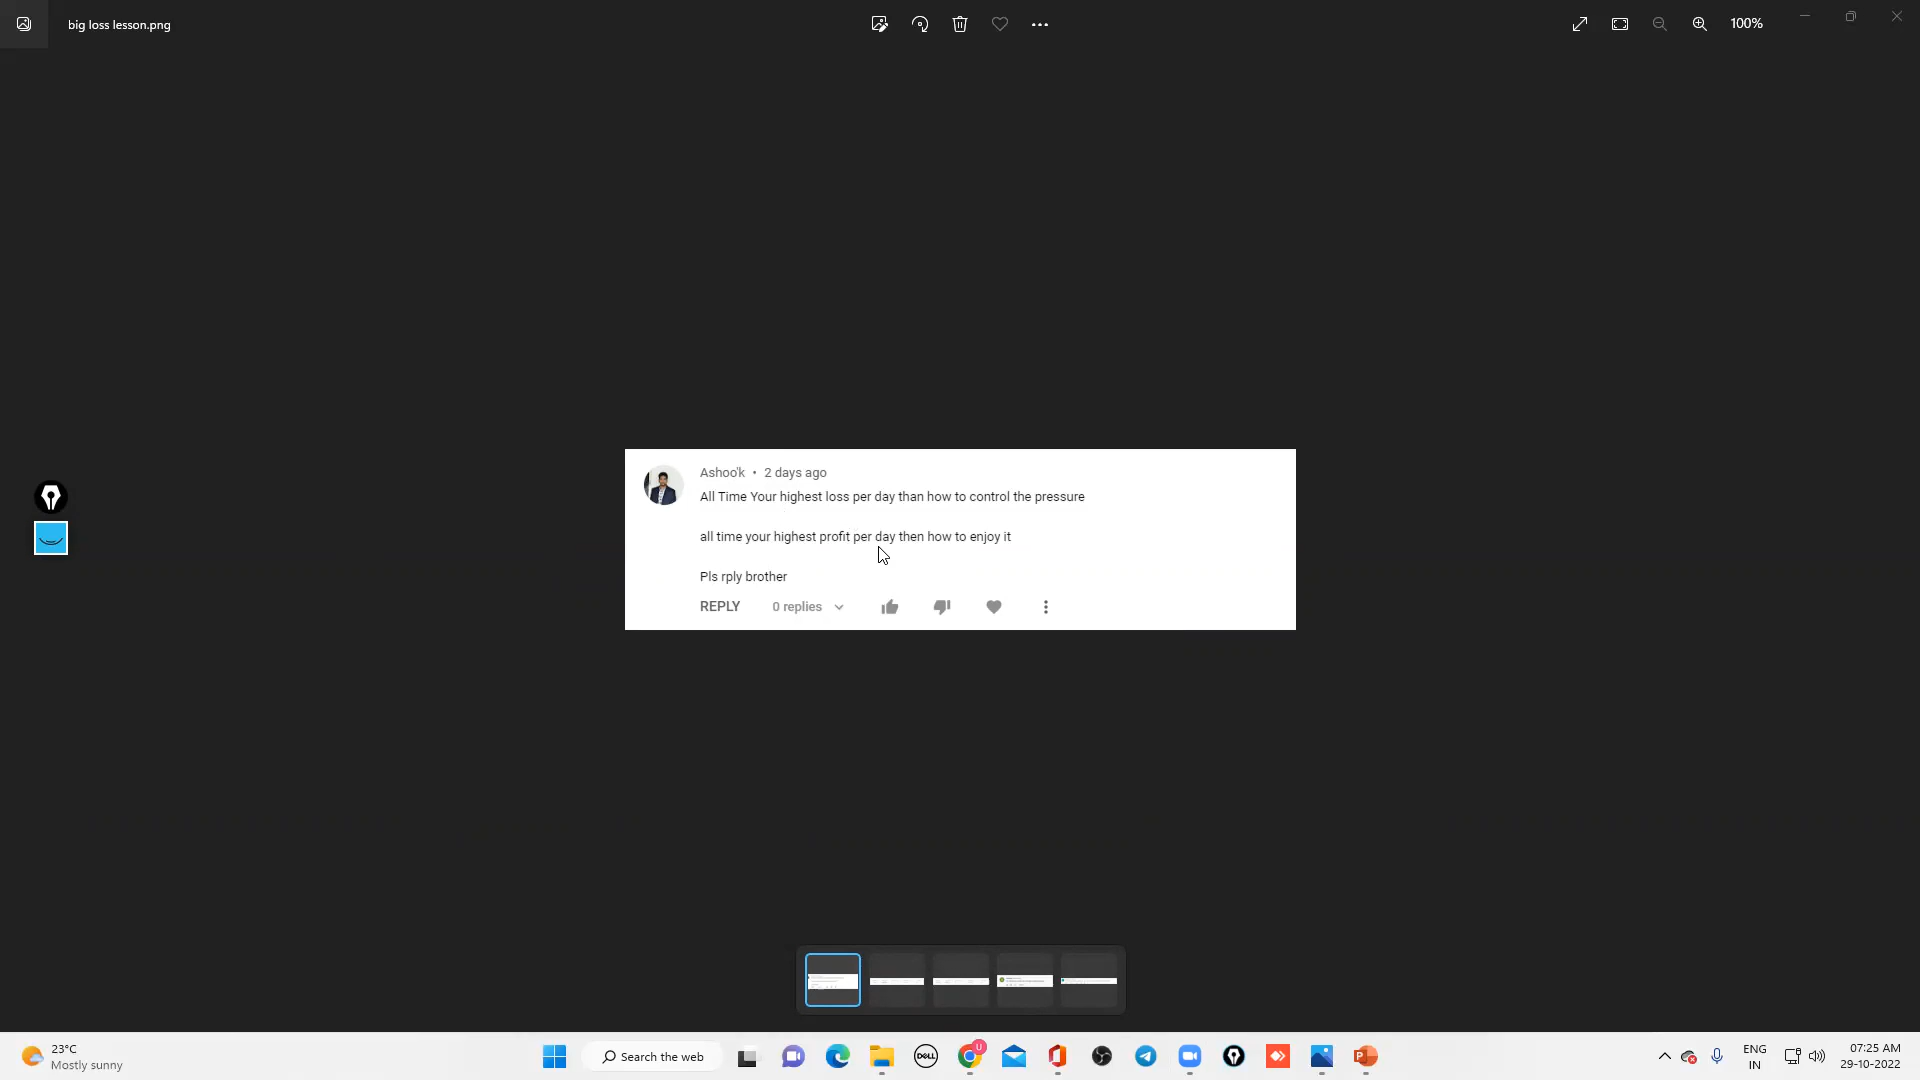 big loss lesson.png
100%
Ashoo'k • 2 days ago
All Time Your highest loss per day than how to control the pressure
all time your highest profit per day then how to enjoy it
Pls rply brother
REPLY 0 replies
23°C
Mostly sunny
Search the web
DELL
U
ENG
IN
07:25 AM
29-10-2022